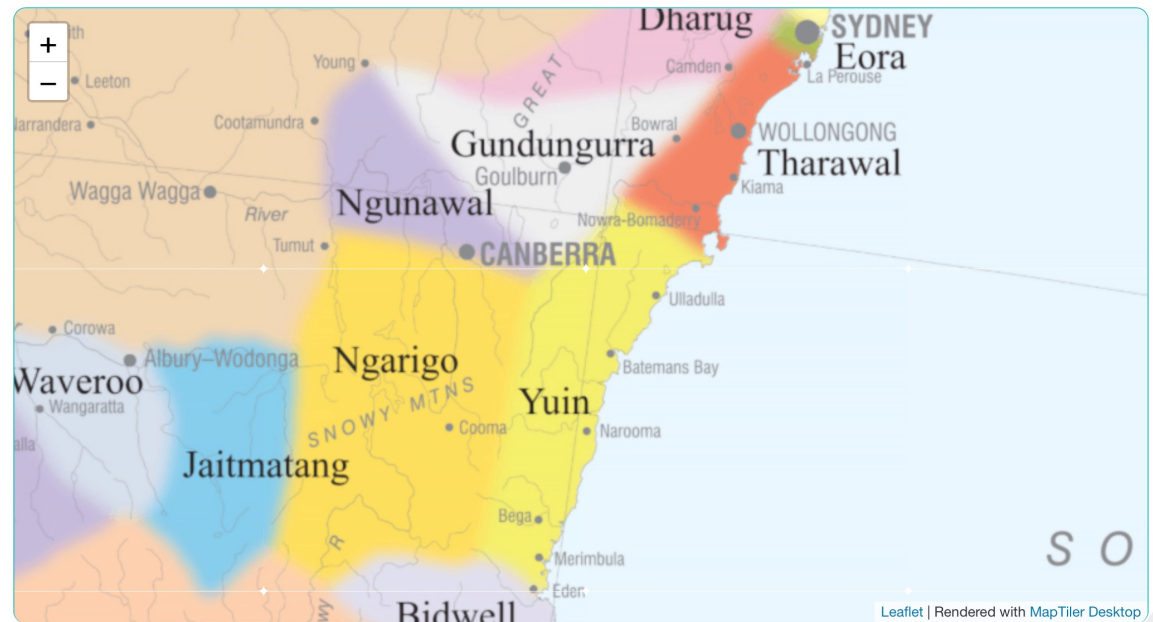 Dharug
SYDNEY
Eora
La Perouse
+
−
Young
Leeton
Camden
GREAT
Cootamundra
Bowral
WOLLONGONG
Gundungurra
Tharawal
Goulburn
Kiama
Wagga Wagga
River
Ngunawal
Nowra-Bomaderry
Tumut
CANBERRA
Ulladulla
Corowa
Albury–Wodonga
Ngarigo
Batemans Bay
Waveroo
Wangaratta
SNOWY MTNS
Yuin
Cooma
Narooma
Jaitmatang
Bega
R
Merimbula
S O
Eden
Bidwell
Leaflet | Rendered with MapTiler Desktop